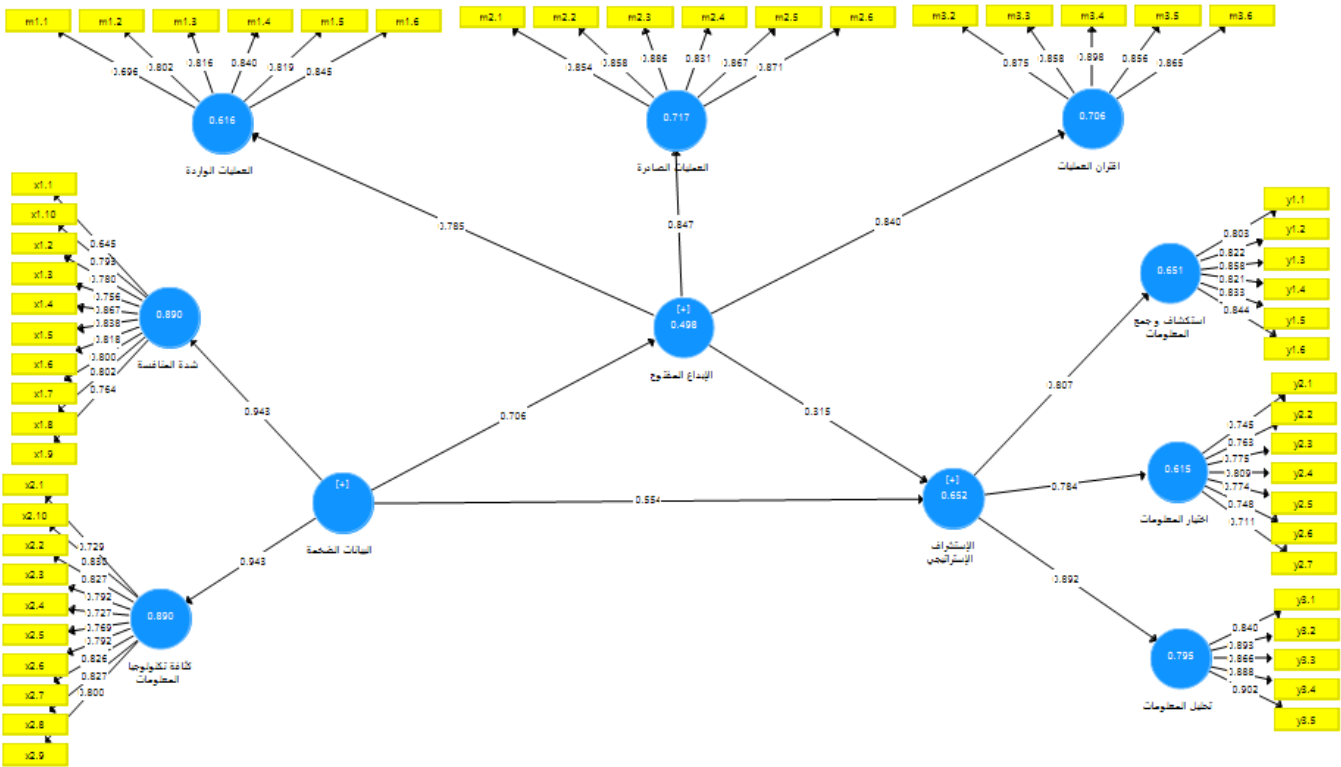 m1.1 m1.2 m1.3 m1.4 m1.5 m1.6
0.696 0.802 0.816 0.840 0.819 0.845
0.616
العمليات الواردة
m2.1 m2.2 m2.3 m2.4 m2.5 m2.6
0.854 0.858 0.886 0.831 0.867 0.871
0.717
العمليات الصادرة
m3.2 m3.3 m3.4 m3.5 m3.6
0.875 0.858 0.898 0.856 0.865
0.706
اقتران العمليات
0.785
0.847
0.840
x1.1
x1.10
x1.2
x1.3
x1.4
x1.5
x1.6
x1.7
x1.8
x1.9
0.645
0.793
0.780
0.756
0.867
0.838
0.818
0.800
0.802
0.764
0.890
شدة المنافسة
[+]
0.498
الإبداع المفتوح
0.943
0.706
0.315
[+]
البيانات الضخمة
0.554
0.943
x2.1
x2.10
x2.2
x2.3
x2.4
x2.5
x2.6
x2.7
x2.8
x2.9
0.729
0.830
0.827
0.792
0.727
0.769
0.792
0.826
0.827
0.800
0.890
كثافة تكنولوجيا
المعلومات
[+]
0.652
الإستشراف
الإستراتيجي
0.807
0.784
0.892
0.651
استكشاف و جمع
المعلومات
0.803
0.822
0.858
0.821
0.833
0.844
y1.1
y1.2
y1.3
y1.4
y1.5
y1.6
0.615
اختيار المعلومات
0.745
0.763
0.775
0.809
0.774
0.748
0.711
y2.1
y2.2
y2.3
y2.4
y2.5
y2.6
y2.7
0.795
تحليل المعلومات
0.840
0.893
0.866
0.888
0.902
y3.1
y3.2
y3.3
y3.4
y3.5